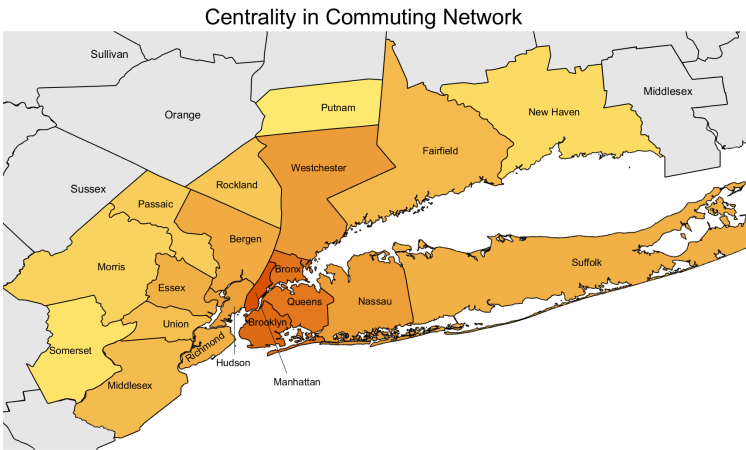 Centrality in Commuting Network
Sullivan
Middlesex
Putnam
Orange
New Haven
Fairfield
Westchester
Rockland
Sussex
Passaic
Bergen
Suffolk
Morris
Bronx
Essex
Queens
Nassau
Union
Brooklyn
Richmond
Somerset
Hudson
Manhattan
Middlesex